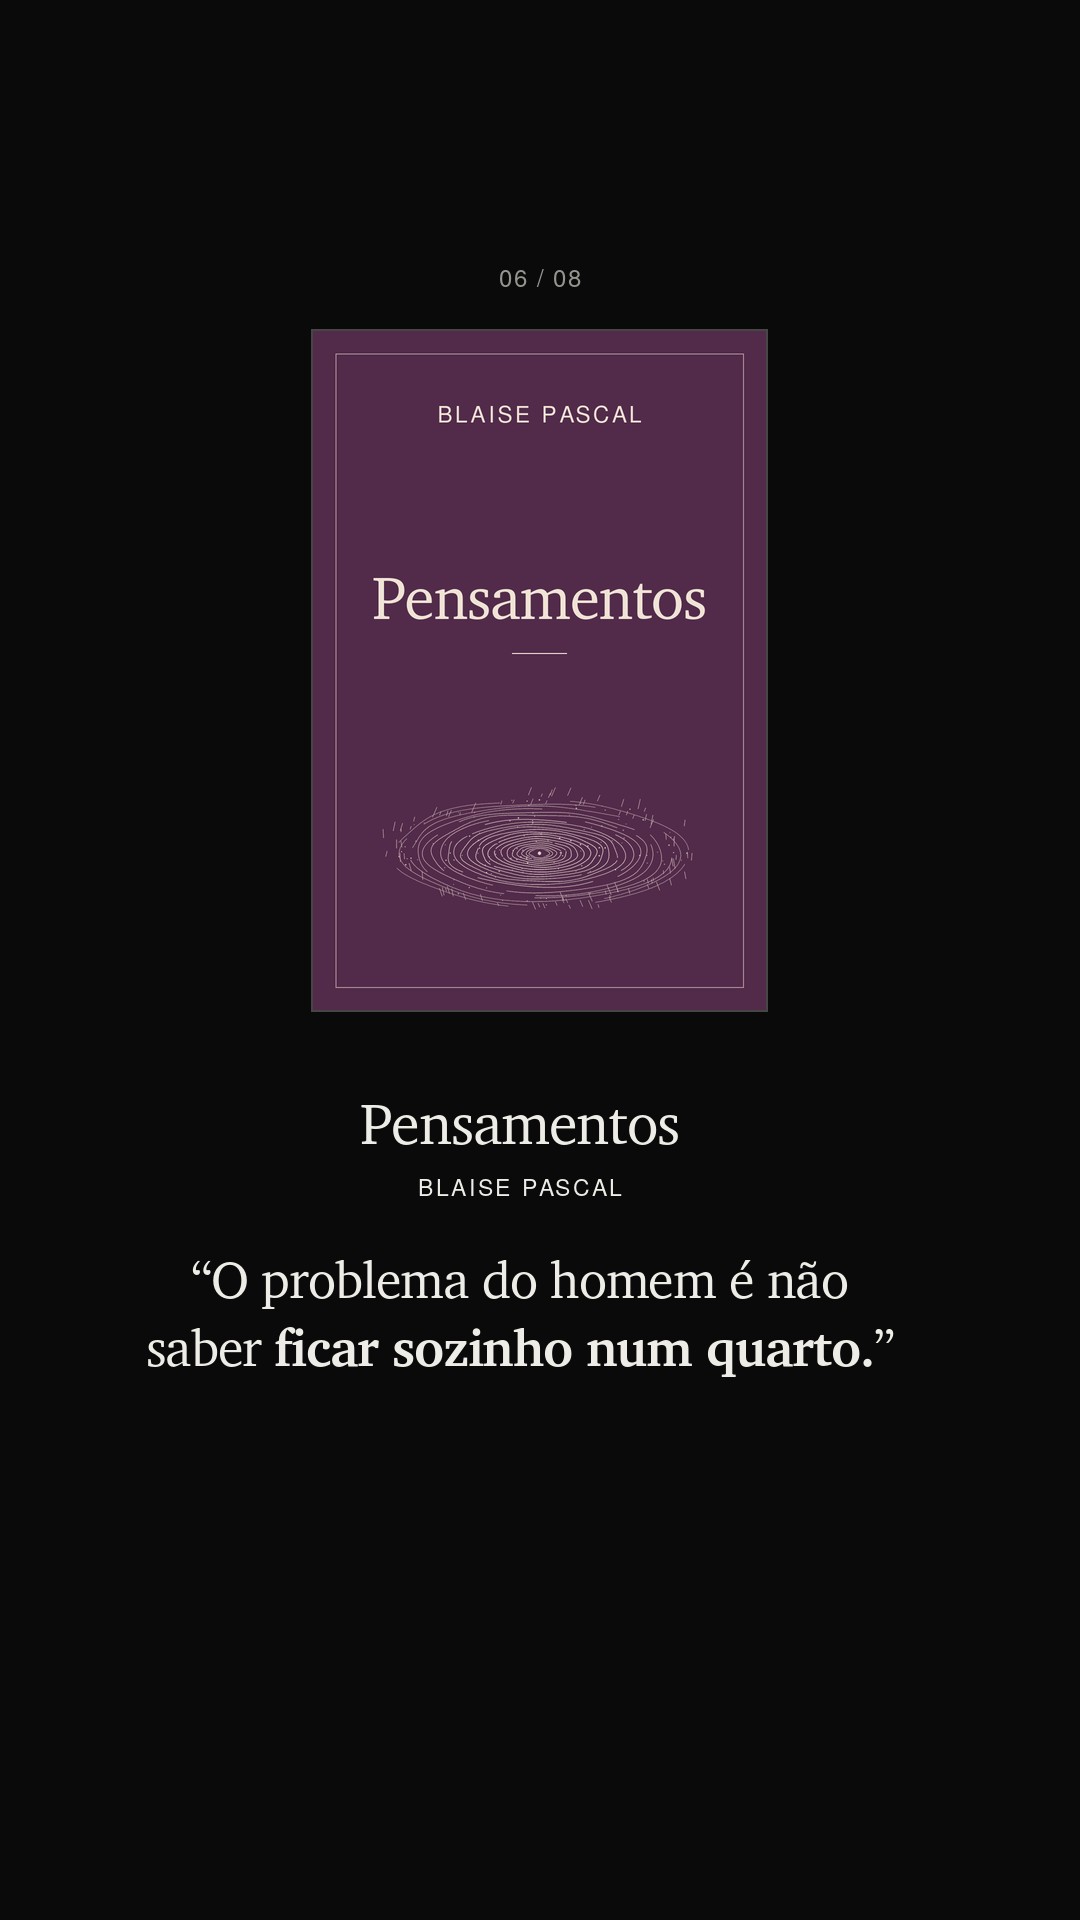 06 / 08
BLAISE PASCAL
Pensamentos
Pensamentos
BLAISE PASCAL
“O problema do homem é não
saber ficar sozinho num quarto.”